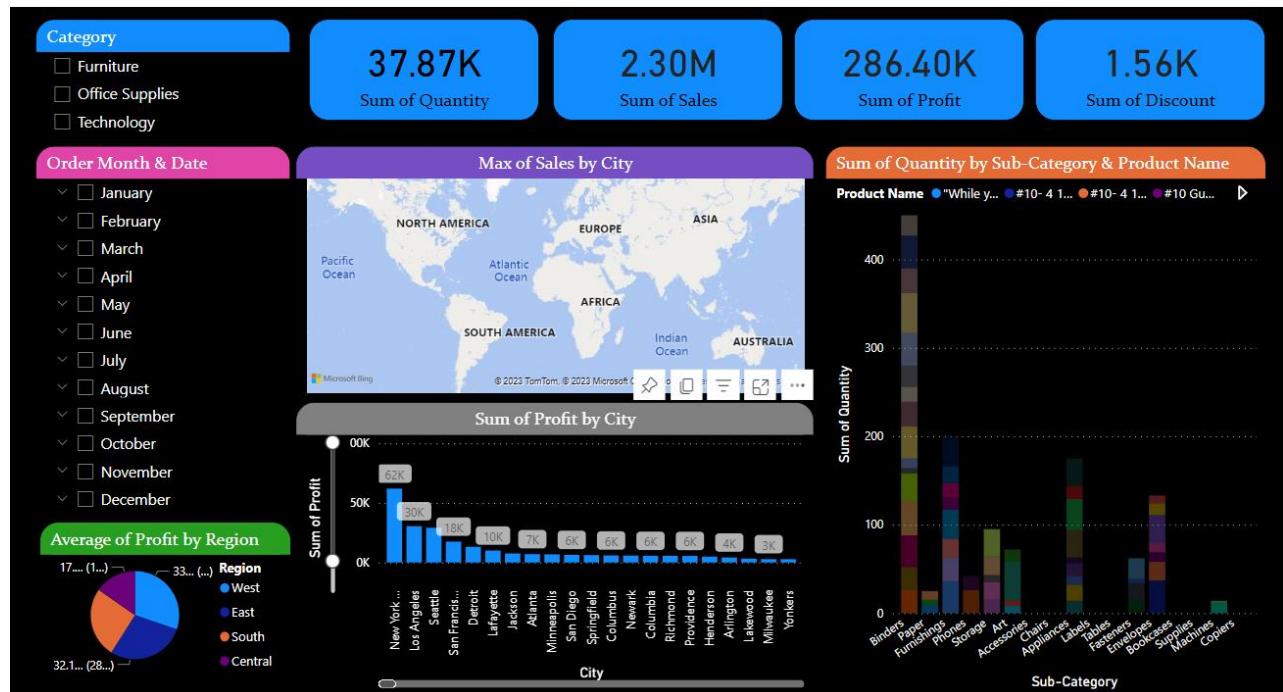 Category
Furniture
Office Supplies
Technology
37.87K
Sum of Quantity
2.30M
Sum of Sales
286.40K
Sum of Profit
1.56K
Sum of Discount
Order Month & Date
January
February
March
April
May
June
July
August
September
October
November
December
Max of Sales by City
NORTH AMERICA
EUROPE
ASIA
Pacific
Ocean
Atlantic
Ocean
AFRICA
SOUTH AMERICA
Indian
Ocean
AUSTRALIA
Microsoft Bing
© 2023 TomTom, © 2023 Microsoft
Sum of Profit by City
00K
50K
0K
Sum of Profit
62K
30K
18K
10K
7K
6K
6K
6K
6K
4K
3K
New York ...
Los Angeles
Seattle
San Francis...
Detroit
Lafayette
Jackson
Atlanta
Minneapolis
San Diego
Springfield
Columbus
Newark
Columbia
Richmond
Providence
Henderson
Arlington
Lakewood
Milwaukee
Yonkers
City
Average of Profit by Region
17.... (1...)
33... (...)
32.1... (28...)
Region
West
East
South
Central
Sum of Quantity by Sub-Category & Product Name
Product Name "While y... #10- 4 1... #10- 4 1... #10 Gu...
400
300
200
100
0
Sum of Quantity
Binders
Paper
Furnishings
Phones
Storage
Art
Accessories
Chairs
Appliances
Labels
Tables
Fasteners
Envelopes
Bookcases
Supplies
Machines
Copiers
Sub-Category